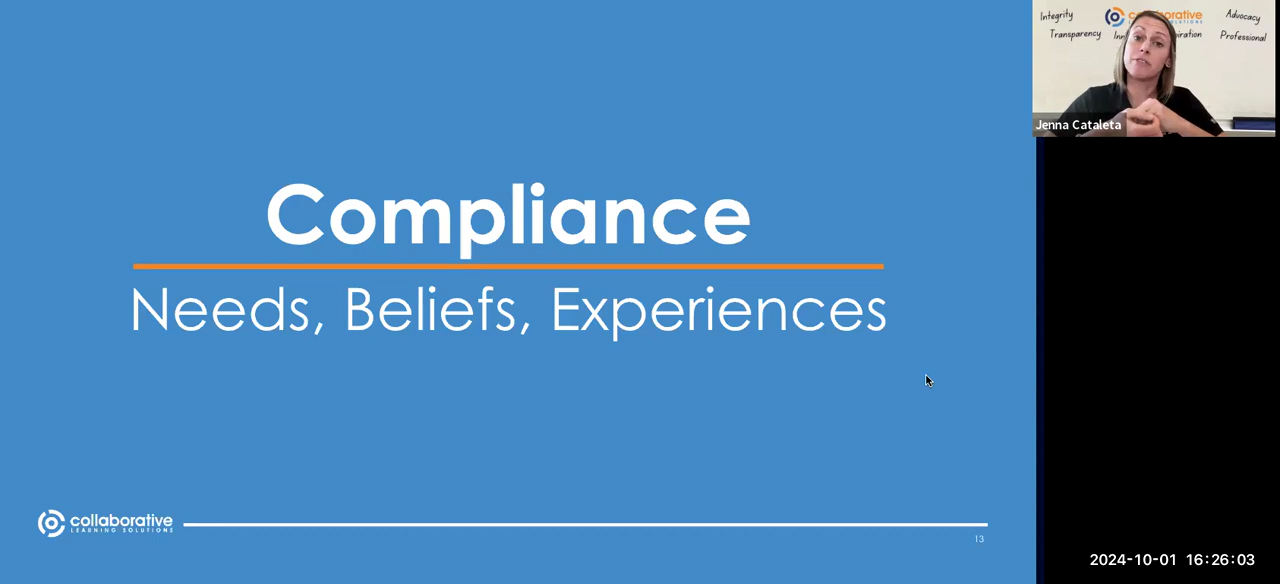 Compliance
Needs, Beliefs, Experiences
collaborative
LEARNING SOLUTIONS
13
Integrity
Advocacy
Transparency
Professional
Jenna Cataleta
2024-10-01 16:26:03